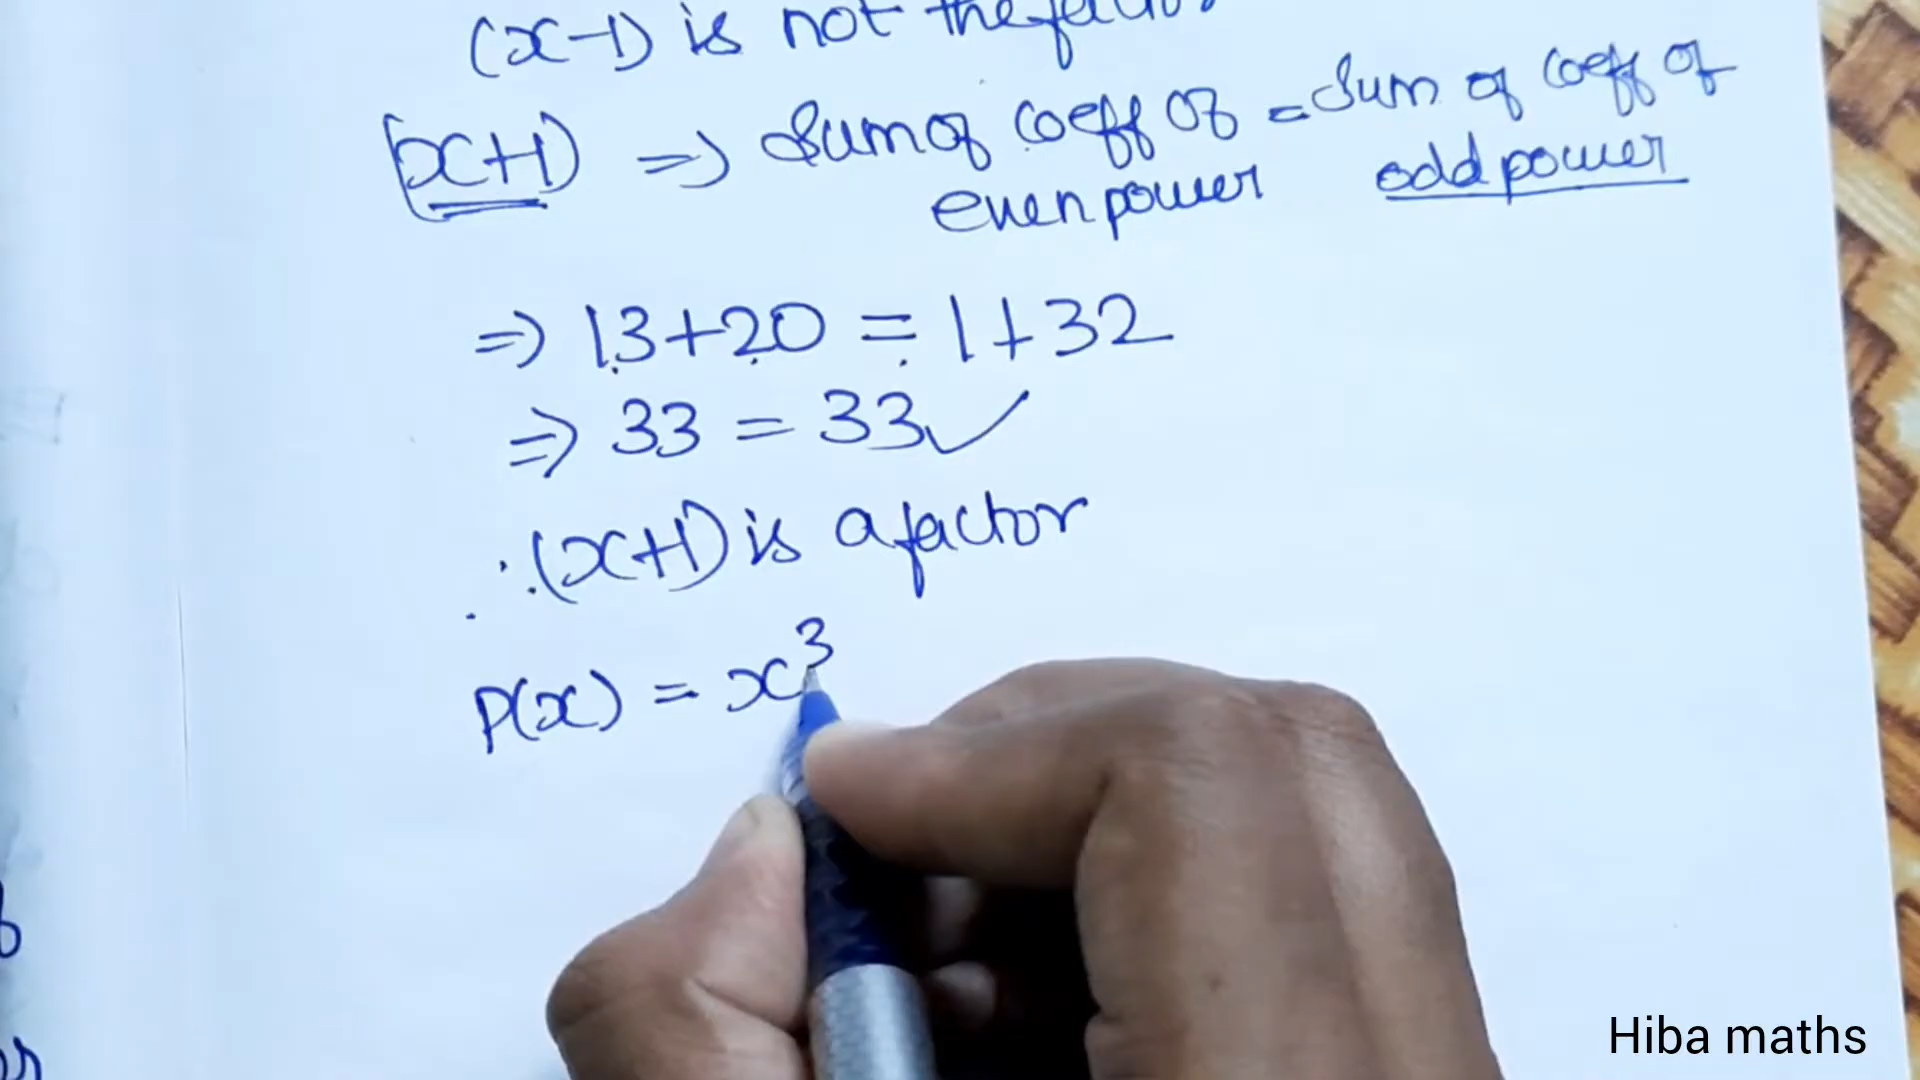 (x-1) is not the factor
(x+1) => Sum of coeff of = Sum of coeff of
even power odd power
=> 13+20 = 1+32
=> 33 = 33✓
∴(x+1) is a factor
P(x) = x³
Hiba maths